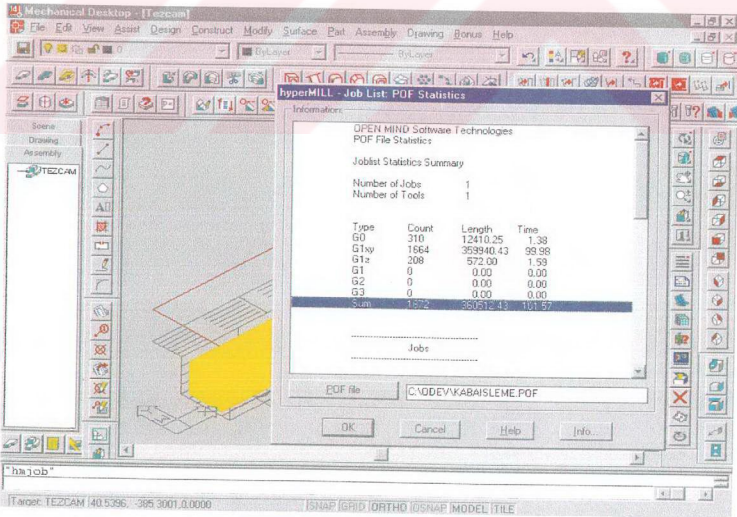 Mechanical Desktop - [Tezcam]
File Edit View Assist Design Construct Modify Surface Part Assembly Drawing Bonus Help
0 ByLayer ByLayer
hyperMILL - Job List: POF Statistics
Information:
Scene
Drawing
Assembly
TEZCAM
OPEN MIND Software Technologies
POF File Statistics
Joblist Statistics Summary
Number of Jobs 1
Number of Tools 1
Type Count Length Time
G0 310 12410.25 1.38
G1xy 1664 359940.43 99.98
G1z 208 572.00 1.59
G1 0 0.00 0.00
G2 0 0.00 0.00
G3 0 0.00 0.00
Sum 1872 360512.43 101.57
Jobs
POF file C:\ODEV\KABAISLEME.POF
OK Cancel Help Info...
"hmjob"
Target: TEZCAM 40.5396, -365.3001,0.0000 SNAP GRID ORTHO OSNAP MODEL TILE